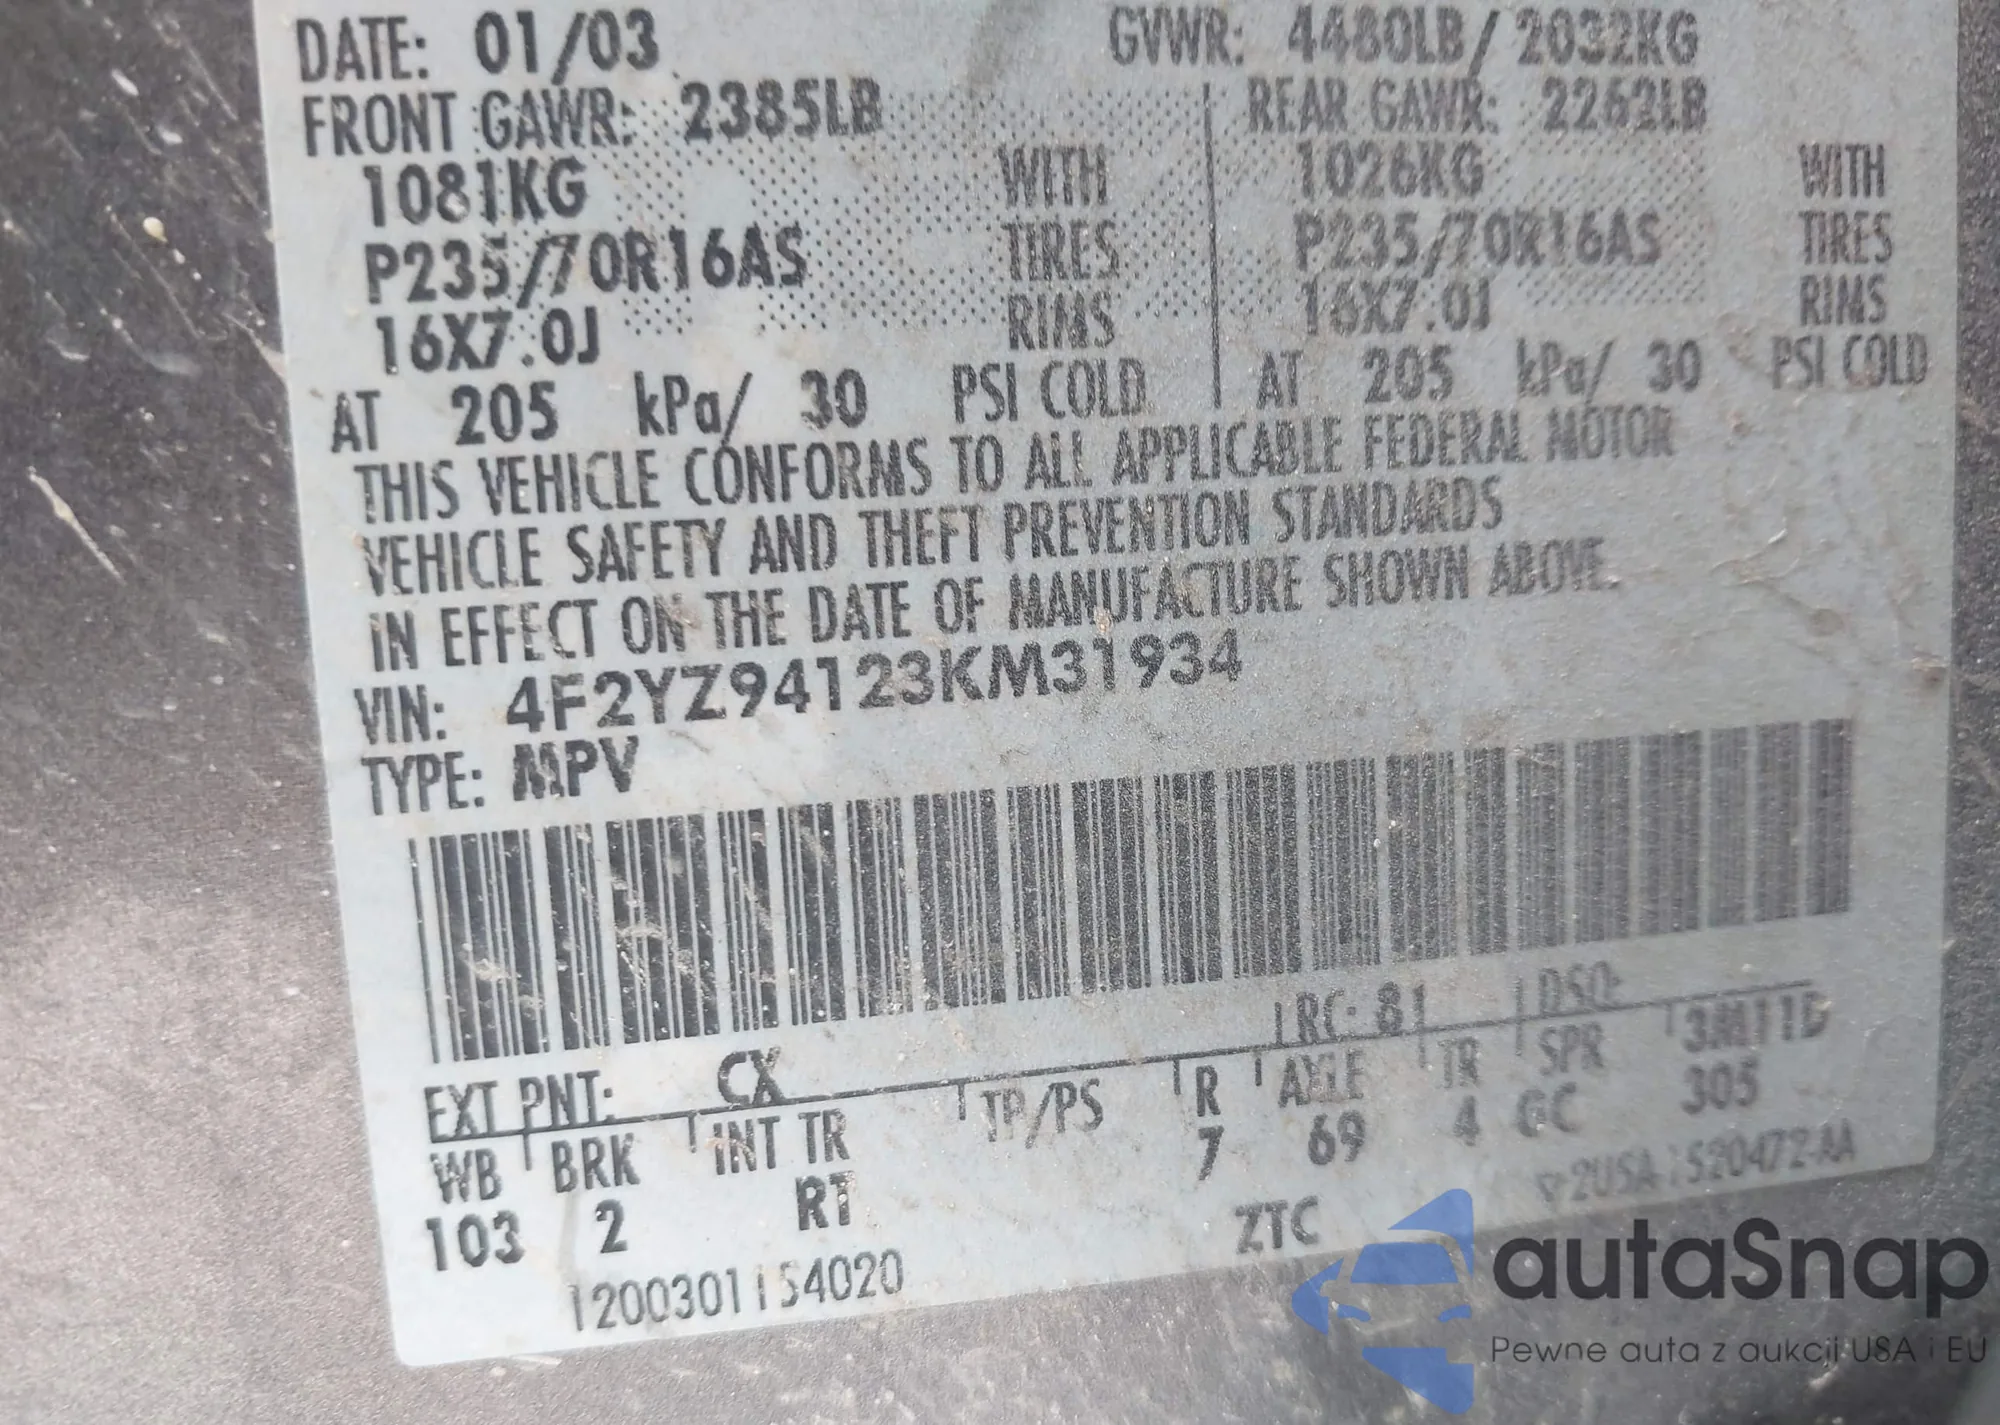 DATE: 01/03 GVWR: 4480LB/2032KG
FRONT GAWR: 2385LB REAR GAWR: 2262LB
1081KG WITH 1026KG WITH
P235/70R16AS TIRES P235/70R16AS TIRES
16X7.0J RIMS 16X7.0J RIMS
AT 205 kPa/ 30 PSI COLD AT 205 kPa/ 30 PSI COLD
THIS VEHICLE CONFORMS TO ALL APPLICABLE FEDERAL MOTOR
VEHICLE SAFETY AND THEFT PREVENTION STANDARDS
IN EFFECT ON THE DATE OF MANUFACTURE SHOWN ABOVE.
VIN: 4F2YZ94123KM31934
TYPE: MPV
EXT PNT: CX RC: 81 DSO:
WB BRK INT TR TP/PS R AXLE TR SPR 3M11D
103 2 RT 7 69 4 GC 305
12003011S4020 ZTC 2USA-1520472-AA
autaSnap
Pewne auta z aukcji USA i EU